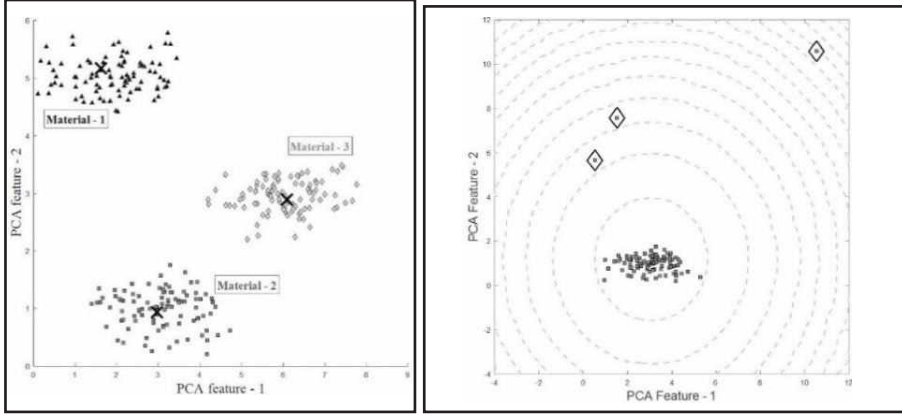 6
5
4
3
2
1
0
PCA feature - 2
Material - 1
Material - 3
Material - 2
0 1 2 3 4 5 6 7 8 9
PCA feature - 1
12
10
8
6
4
2
0
-2
-4
PCA Feature - 2
-4 -2 0 2 4 6 8 10 12
PCA Feature - 1